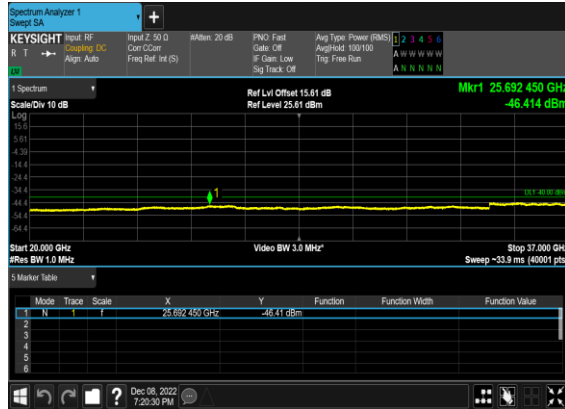 Spectrum Analyzer 1
Swept SA
+
KEYSIGHT Input: RF Input Z: 50 Ω #Atten: 20 dB PNO: Fast Avg Type: Power (RMS) 1 2 3 4 5 6
R T Coupling: DC Corr CCorr Gate: Off Avg|Hold: 100/100 A W W W W W
Align: Auto Freq Ref: Int (S) IF Gain: Low Trig: Free Run
Sig Track: Off A N N N N N
1 Spectrum Ref Lvl Offset 15.61 dB Mkr1 25.692 450 GHz
Scale/Div 10 dB Ref Level 25.61 dBm -46.414 dBm
Log
15.6
5.61
-4.39
-14.4
-24.4
-34.4
-44.4
-54.4
-64.4
1
DL1 -40.00 dBm
Start 20.000 GHz Video BW 3.0 MHz* Stop 37.000 GHz
#Res BW 1.0 MHz Sweep ~33.9 ms (40001 pts)
5 Marker Table
Mode Trace Scale X Y Function Function Width Function Value
1 N 1 f 25.692 450 GHz -46.41 dBm
2
3
4
5
6
? Dec 08, 2022
7:20:30 PM